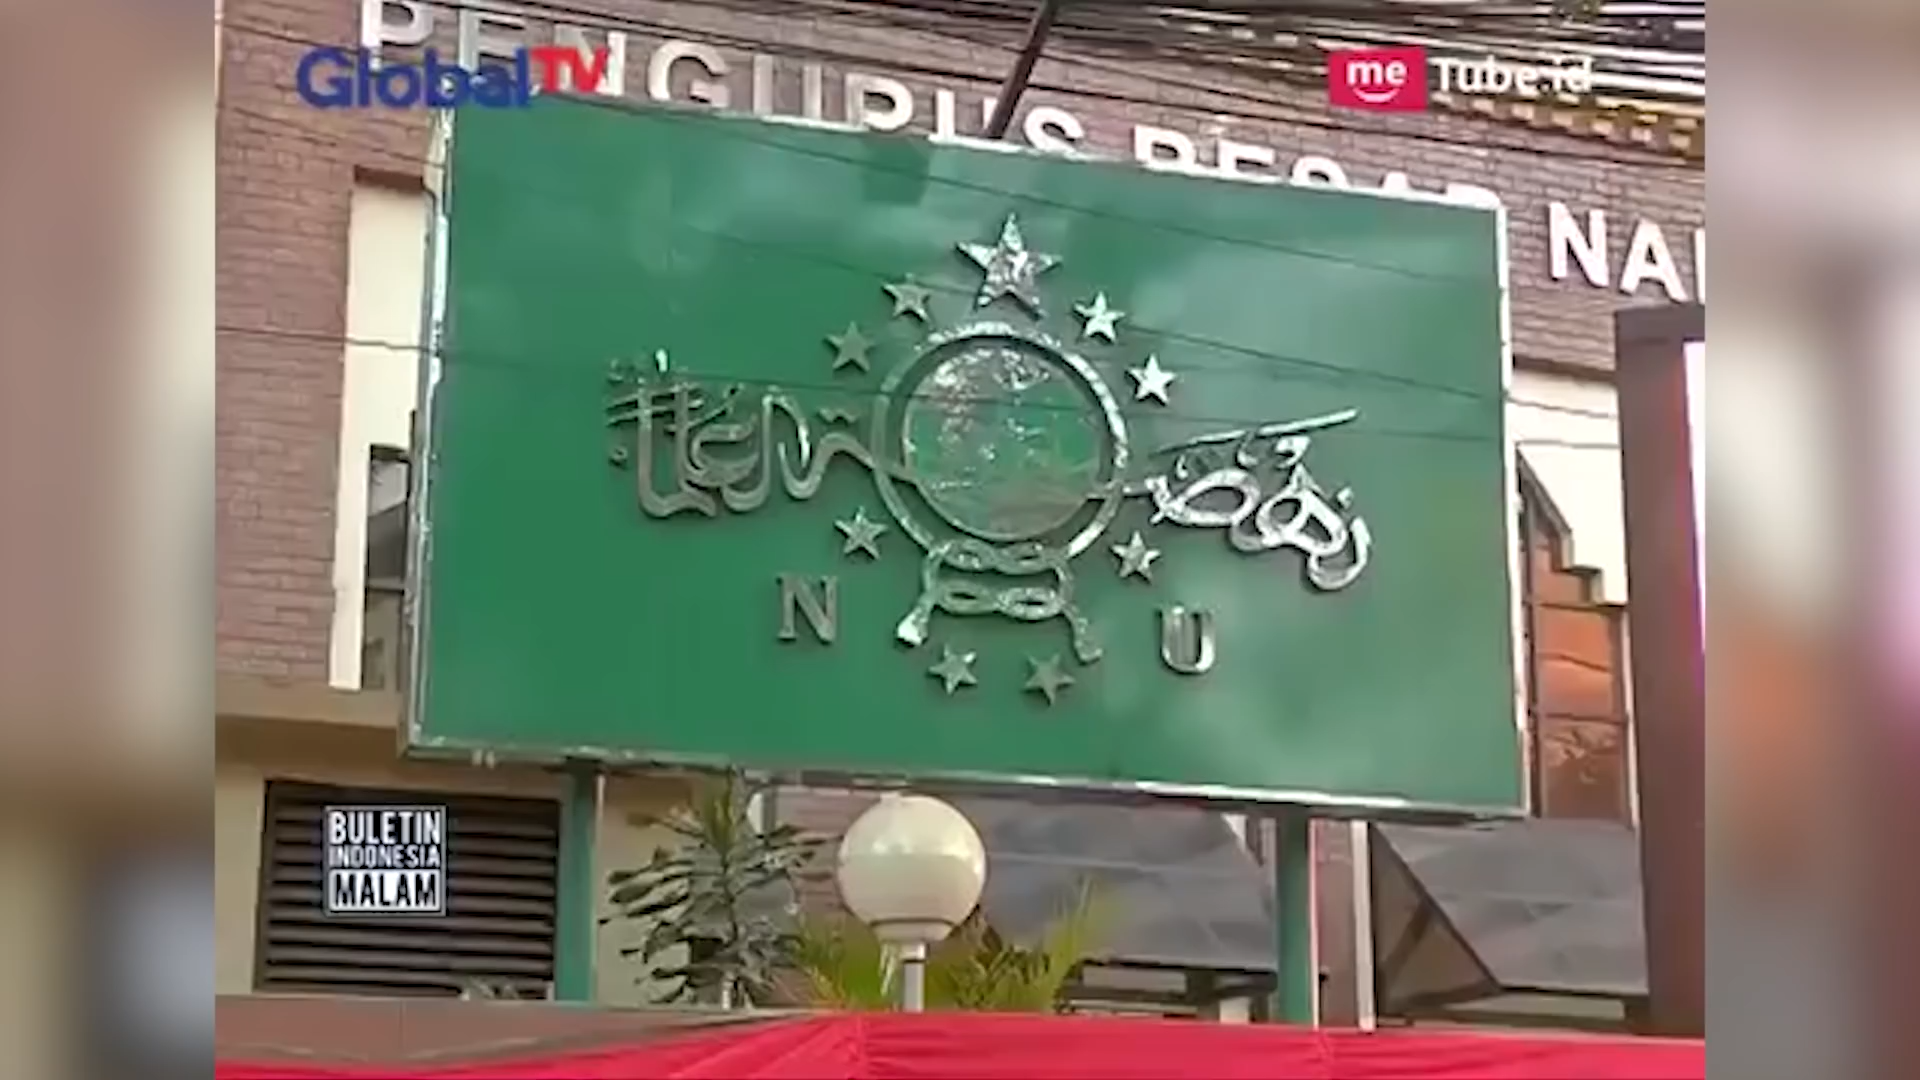 PENGURUS BESAR NA
GlobalTV
me Tube.id
نهضة العلماء
N U
BULETIN
INDONESIA
MALAM